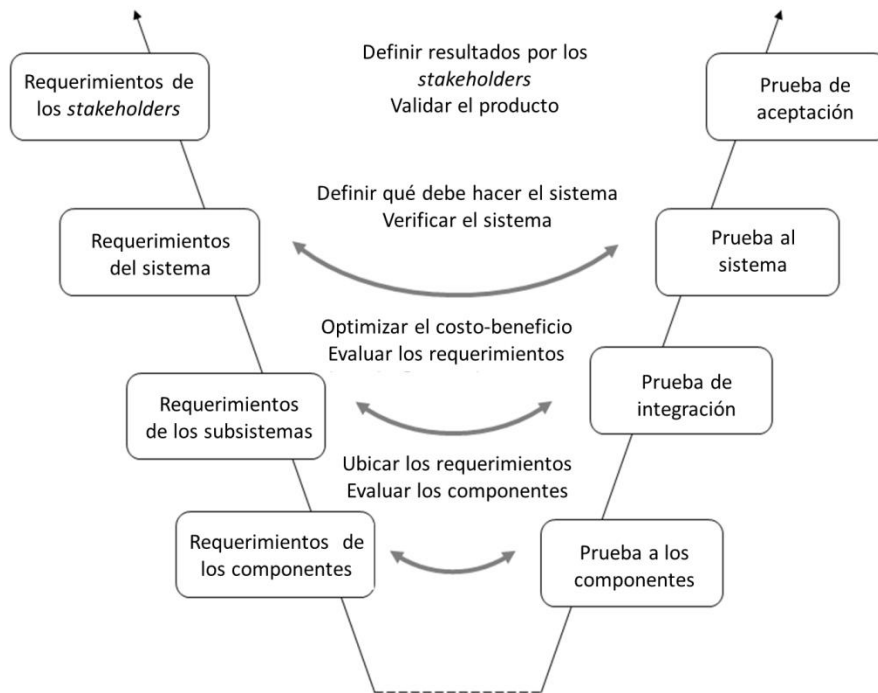 Requerimientos de
los stakeholders
Definir resultados por los
stakeholders
Validar el producto
Prueba de
aceptación
Requerimientos
del sistema
Definir qué debe hacer el sistema
Verificar el sistema
Prueba al
sistema
Optimizar el costo-beneficio
Evaluar los requerimientos
Requerimientos
de los subsistemas
Prueba de
integración
Ubicar los requerimientos
Evaluar los componentes
Requerimientos de
los componentes
Prueba a los
componentes